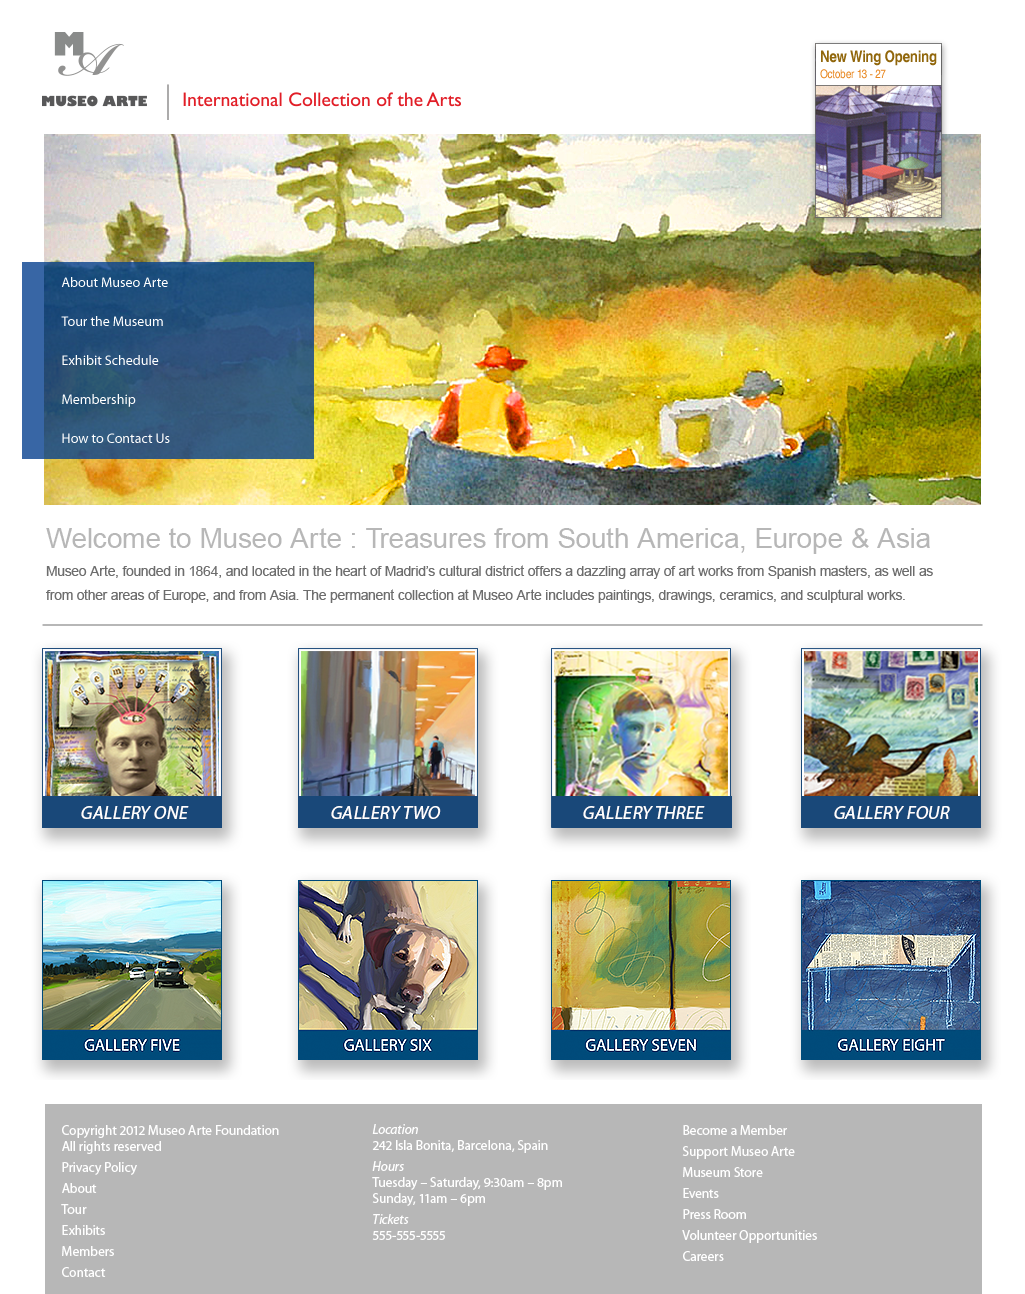 MA
MUSEO ARTE
International Collection of the Arts
New Wing Opening
October 13 - 27
About Museo Arte
Tour the Museum
Exhibit Schedule
Membership
How to Contact Us
Welcome to Museo Arte : Treasures from South America, Europe & Asia
Museo Arte, founded in 1864, and located in the heart of Madrid’s cultural district offers a dazzling array of art works from Spanish masters, as well as
from other areas of Europe, and from Asia. The permanent collection at Museo Arte includes paintings, drawings, ceramics, and sculptural works.
GALLERY ONE
GALLERY TWO
GALLERY THREE
GALLERY FOUR
GALLERY FIVE
GALLERY SIX
GALLERY SEVEN
GALLERY EIGHT
Copyright 2012 Museo Arte Foundation
All rights reserved
Privacy Policy
About
Tour
Exhibits
Members
Contact
Location
242 Isla Bonita, Barcelona, Spain
Hours
Tuesday – Saturday, 9:30am – 8pm
Sunday, 11am – 6pm
Tickets
555-555-5555
Become a Member
Support Museo Arte
Museum Store
Events
Press Room
Volunteer Opportunities
Careers